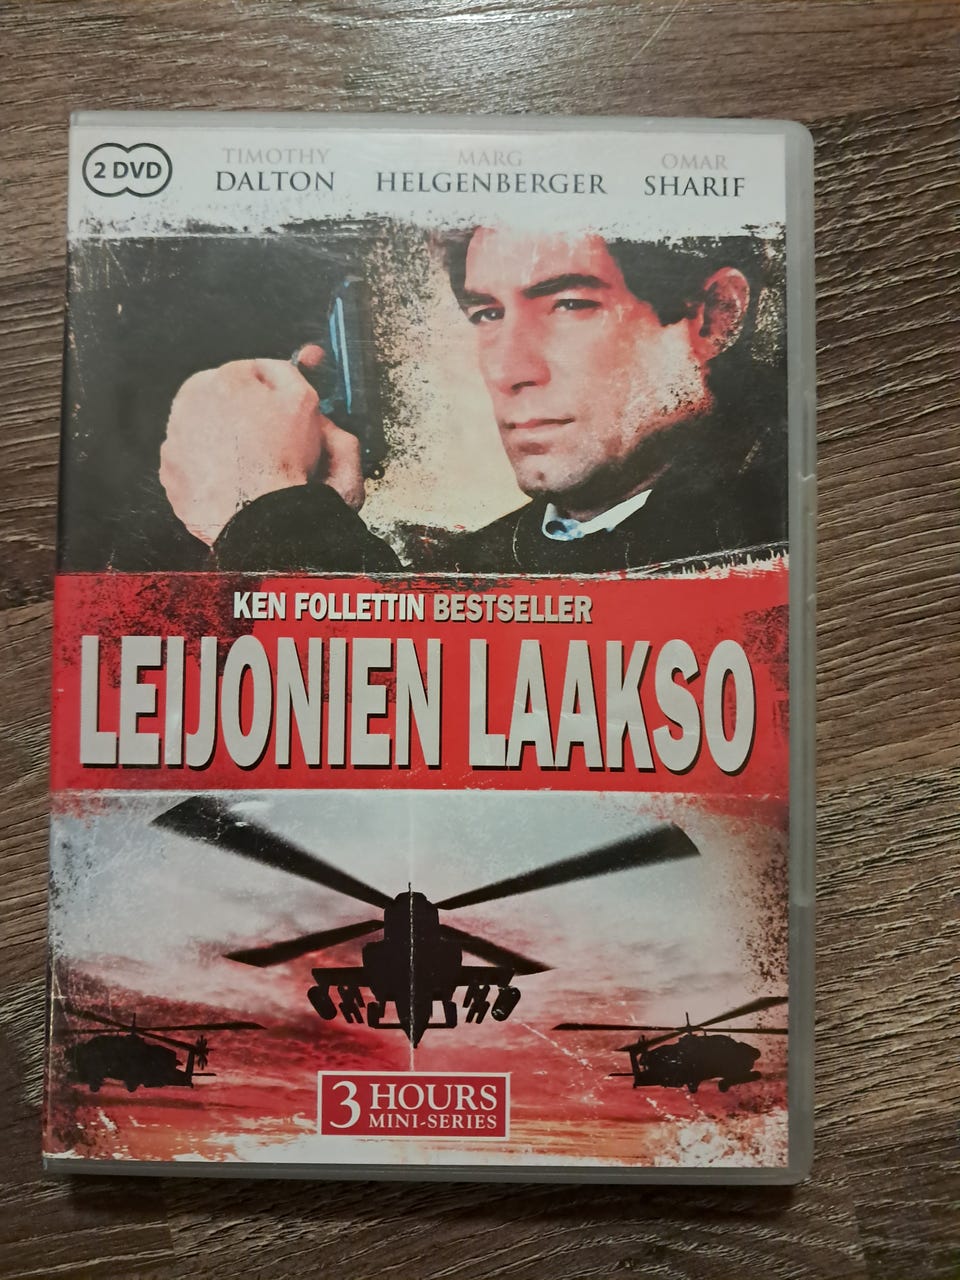 2 DVD
TIMOTHY DALTON
MARG HELGENBERGER
OMAR SHARIF
KEN FOLLETTIN BESTSELLER
LEIJONIEN LAAKSO
3 HOURS
MINI-SERIES